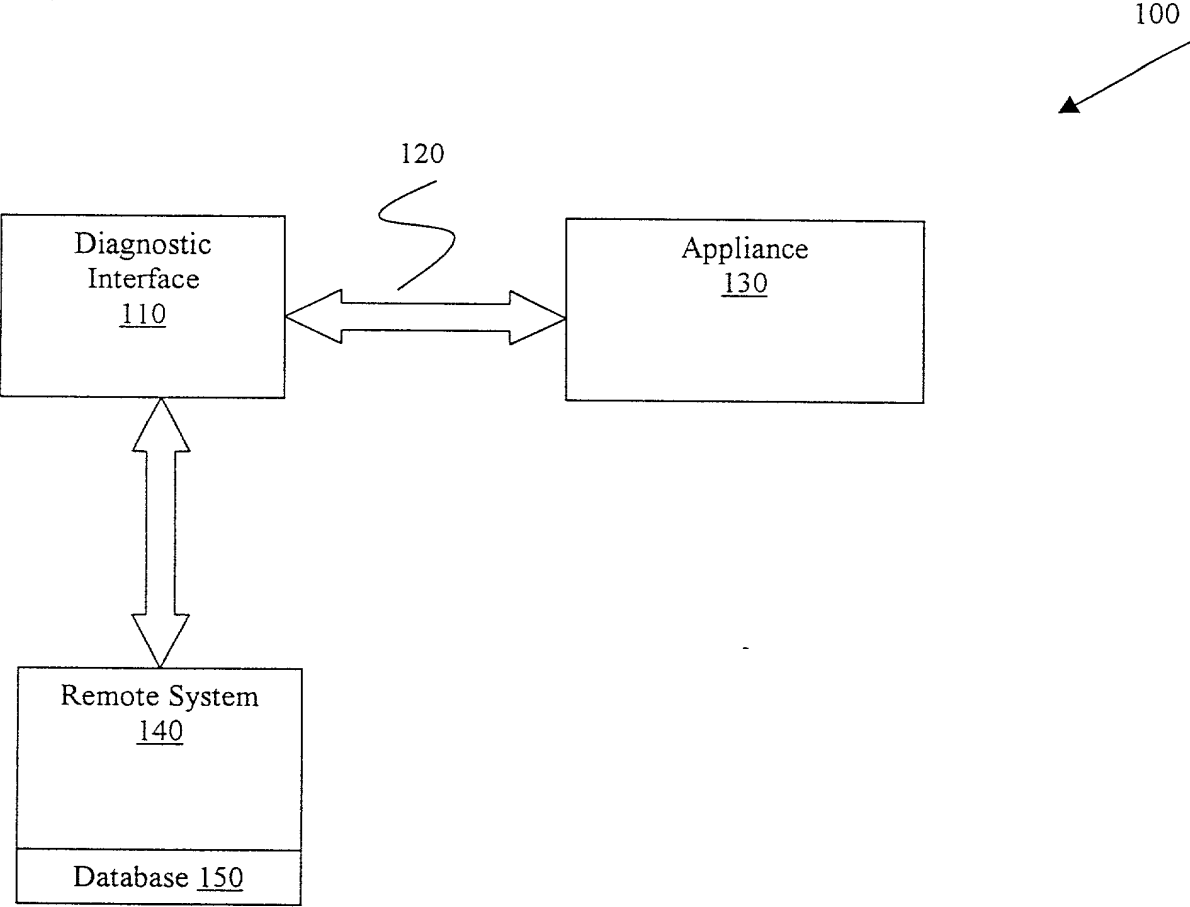 100
120
Diagnostic
Interface
110
Appliance
130
Remote System
140
Database 150